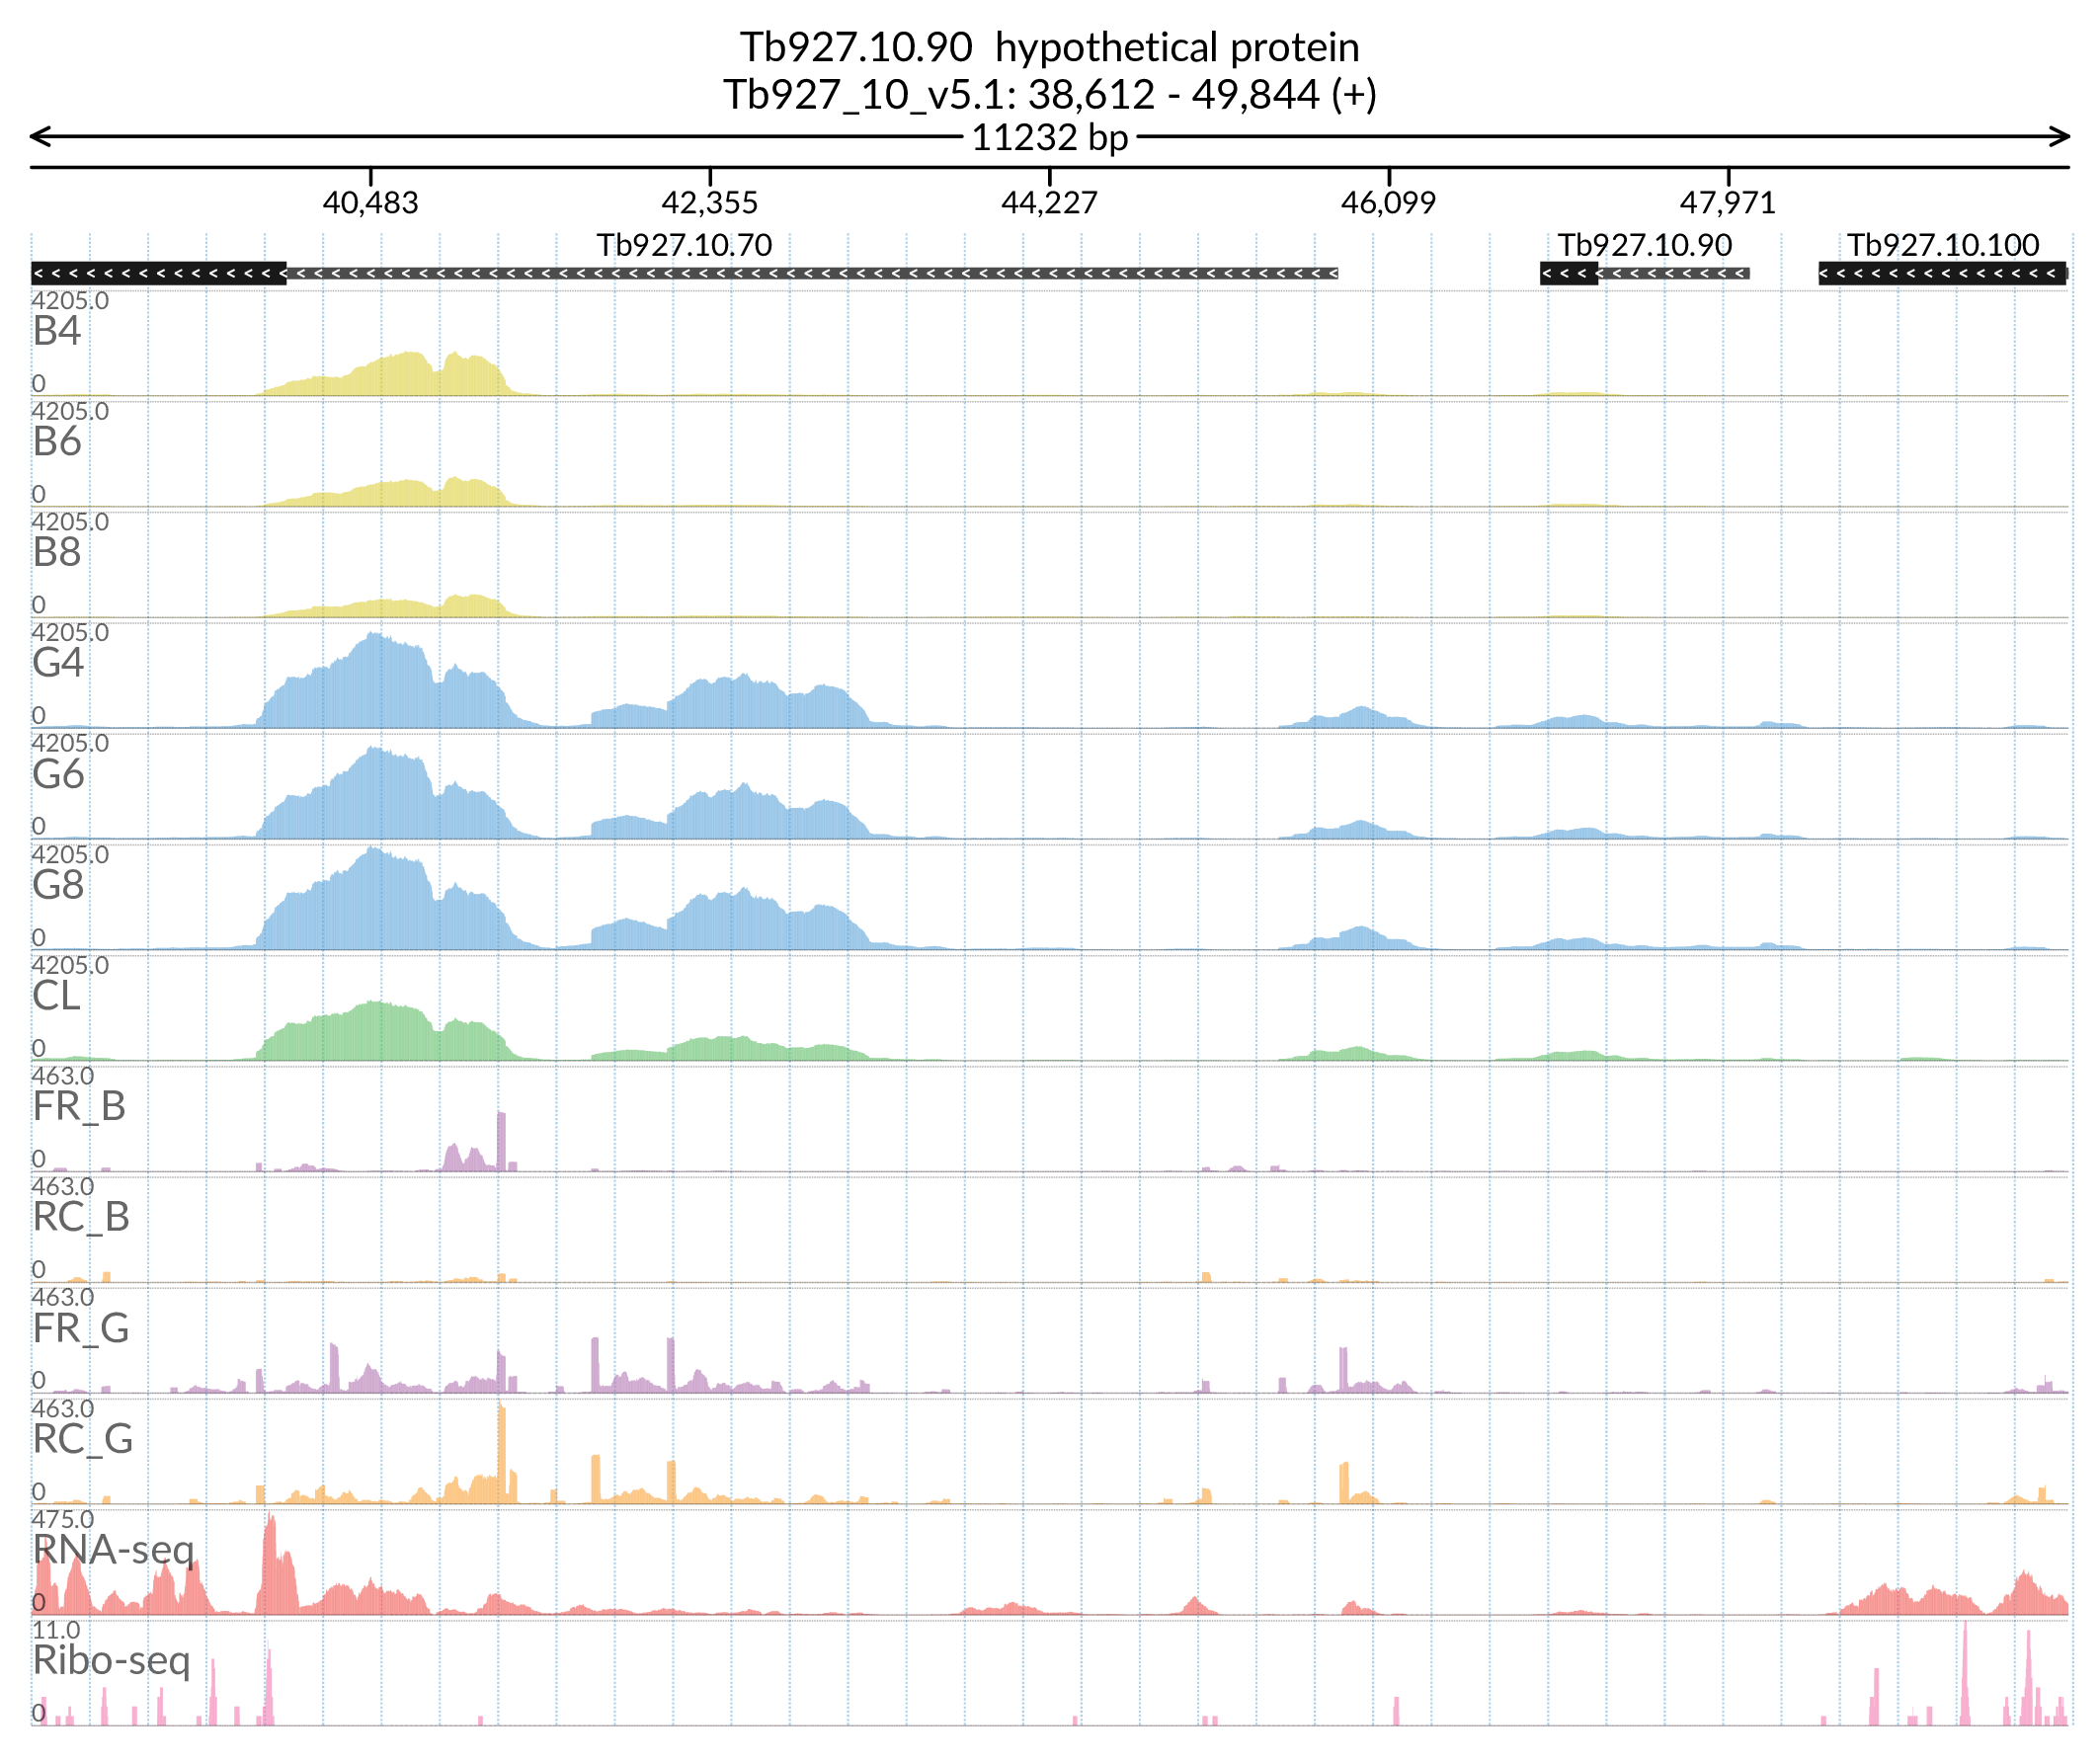 Tb927.10.90  hypothetical protein
Tb927_10_v5.1: 38,612 - 49,844 (+)
11232 bp
40,483 42,355 44,227 46,099 47,971
Tb927.10.70 Tb927.10.90 Tb927.10.100
4205.0
B4
0
4205.0
B6
0
4205.0
B8
0
4205.0
G4
0
4205.0
G6
0
4205.0
G8
0
4205.0
CL
0
463.0
FR_B
0
463.0
RC_B
0
463.0
FR_G
0
463.0
RC_G
0
475.0
RNA-seq
0
11.0
Ribo-seq
0